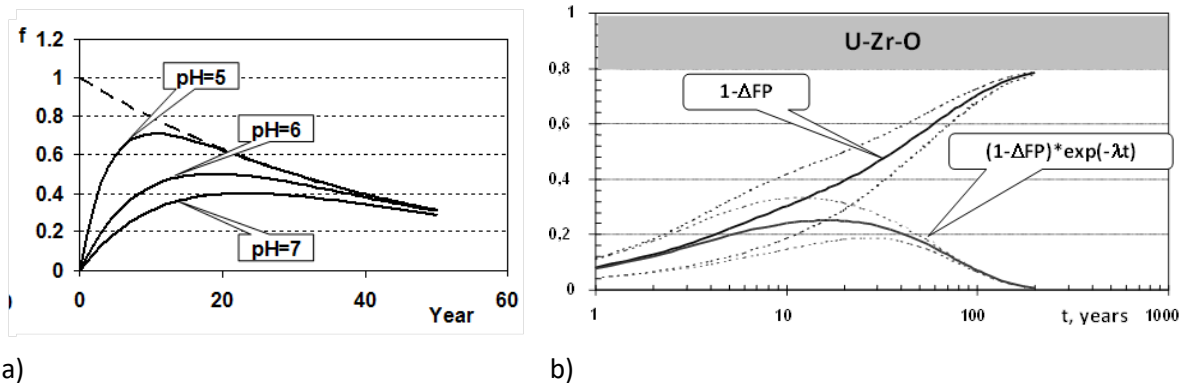 f
1.2
1
0.8
0.6
0.4
0.2
0
pH=5
pH=6
pH=7
0
20
40
60
Year
)
a)
1
0.8
0.6
0.4
0.2
0
U-Zr-O
1-ΔFP
(1-ΔFP)*exp(-λt)
1
10
100
1000
t, years
b)